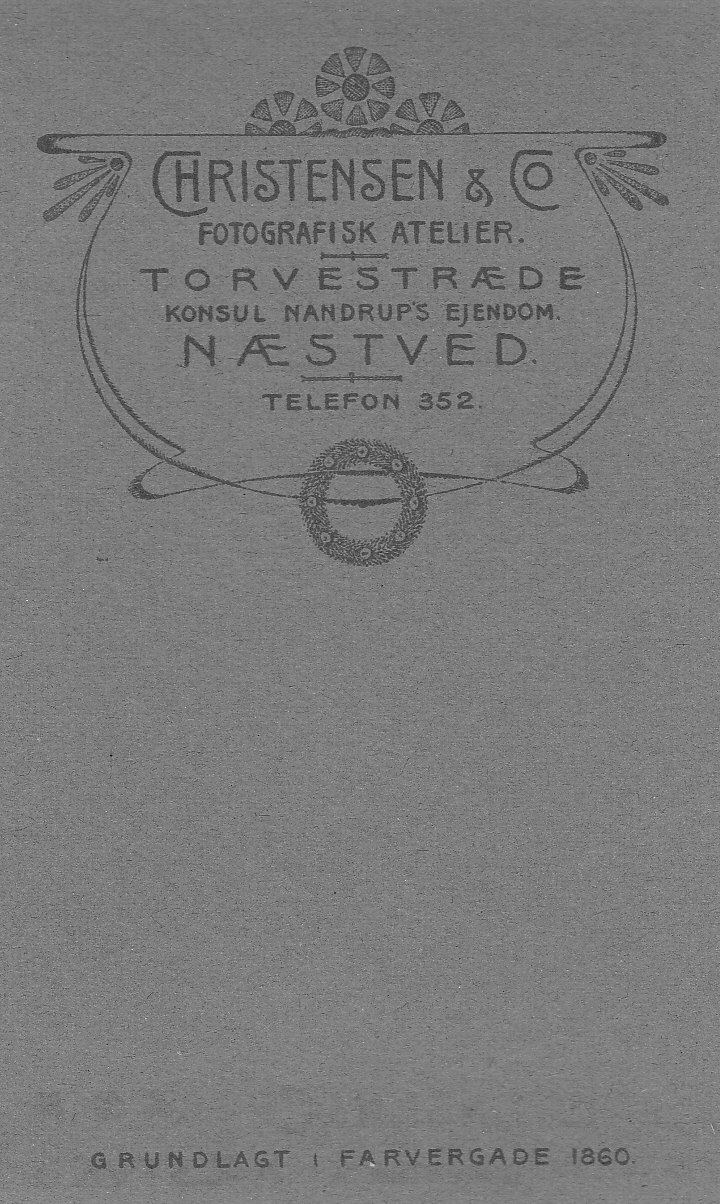 CHRISTENSEN & CO
FOTOGRAFISK ATELIER.
TORVESTRÆDE
KONSUL NANDRUP'S EJENDOM.
NÆSTVED.
TELEFON 352.
GRUNDLAGT I FARVERGADE 1860.